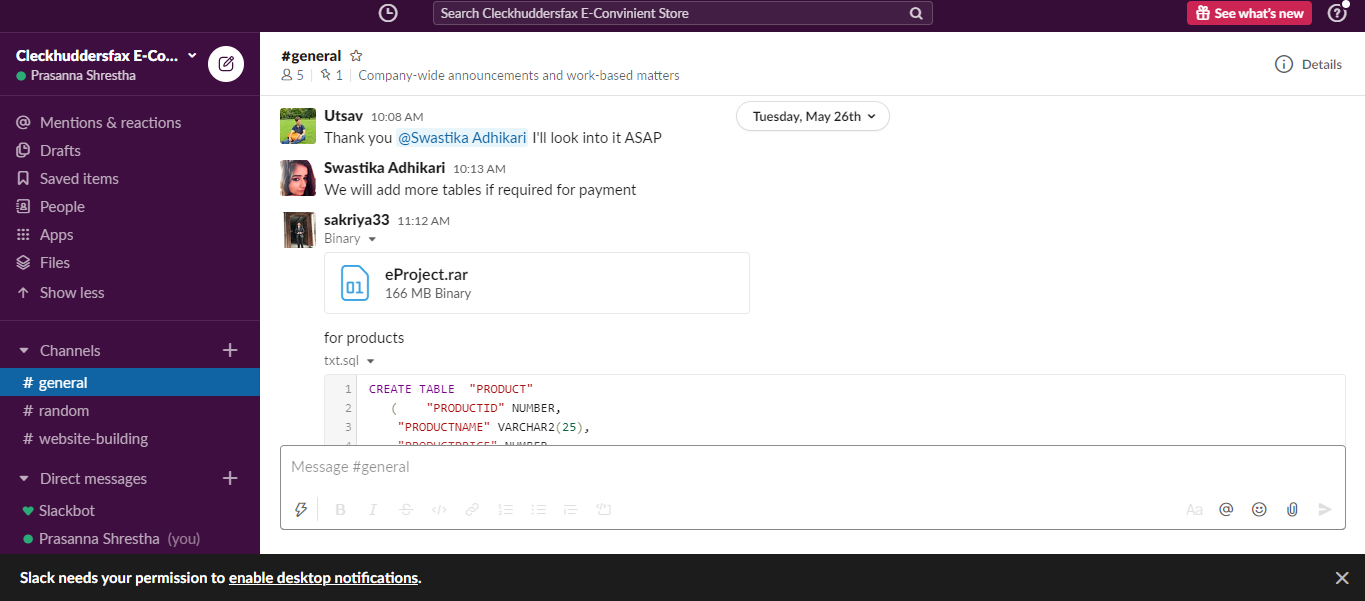 Search Cleckhuddersfax E-Convinient Store
See what's new
Cleckhuddersfax E-Co...
Prasanna Shrestha
Mentions & reactions
Drafts
Saved items
People
Apps
Files
Show less
Channels
# general
# random
# website-building
Direct messages
Slackbot
Prasanna Shrestha (you)
#general
5 | 1 | Company-wide announcements and work-based matters
Details
Tuesday, May 26th
Utsav 10:08 AM
Thank you @Swastika Adhikari I'll look into it ASAP
Swastika Adhikari 10:13 AM
We will add more tables if required for payment
sakriya33 11:12 AM
Binary
01
eProject.rar
166 MB Binary
for products
txt.sql
1 CREATE TABLE "PRODUCT"
2 ( "PRODUCTID" NUMBER,
3 "PRODUCTNAME" VARCHAR2(25),
4 "PRODUCTPRICE" NUMBER
Message #general
B I S </> Aa @
Slack needs your permission to enable desktop notifications.